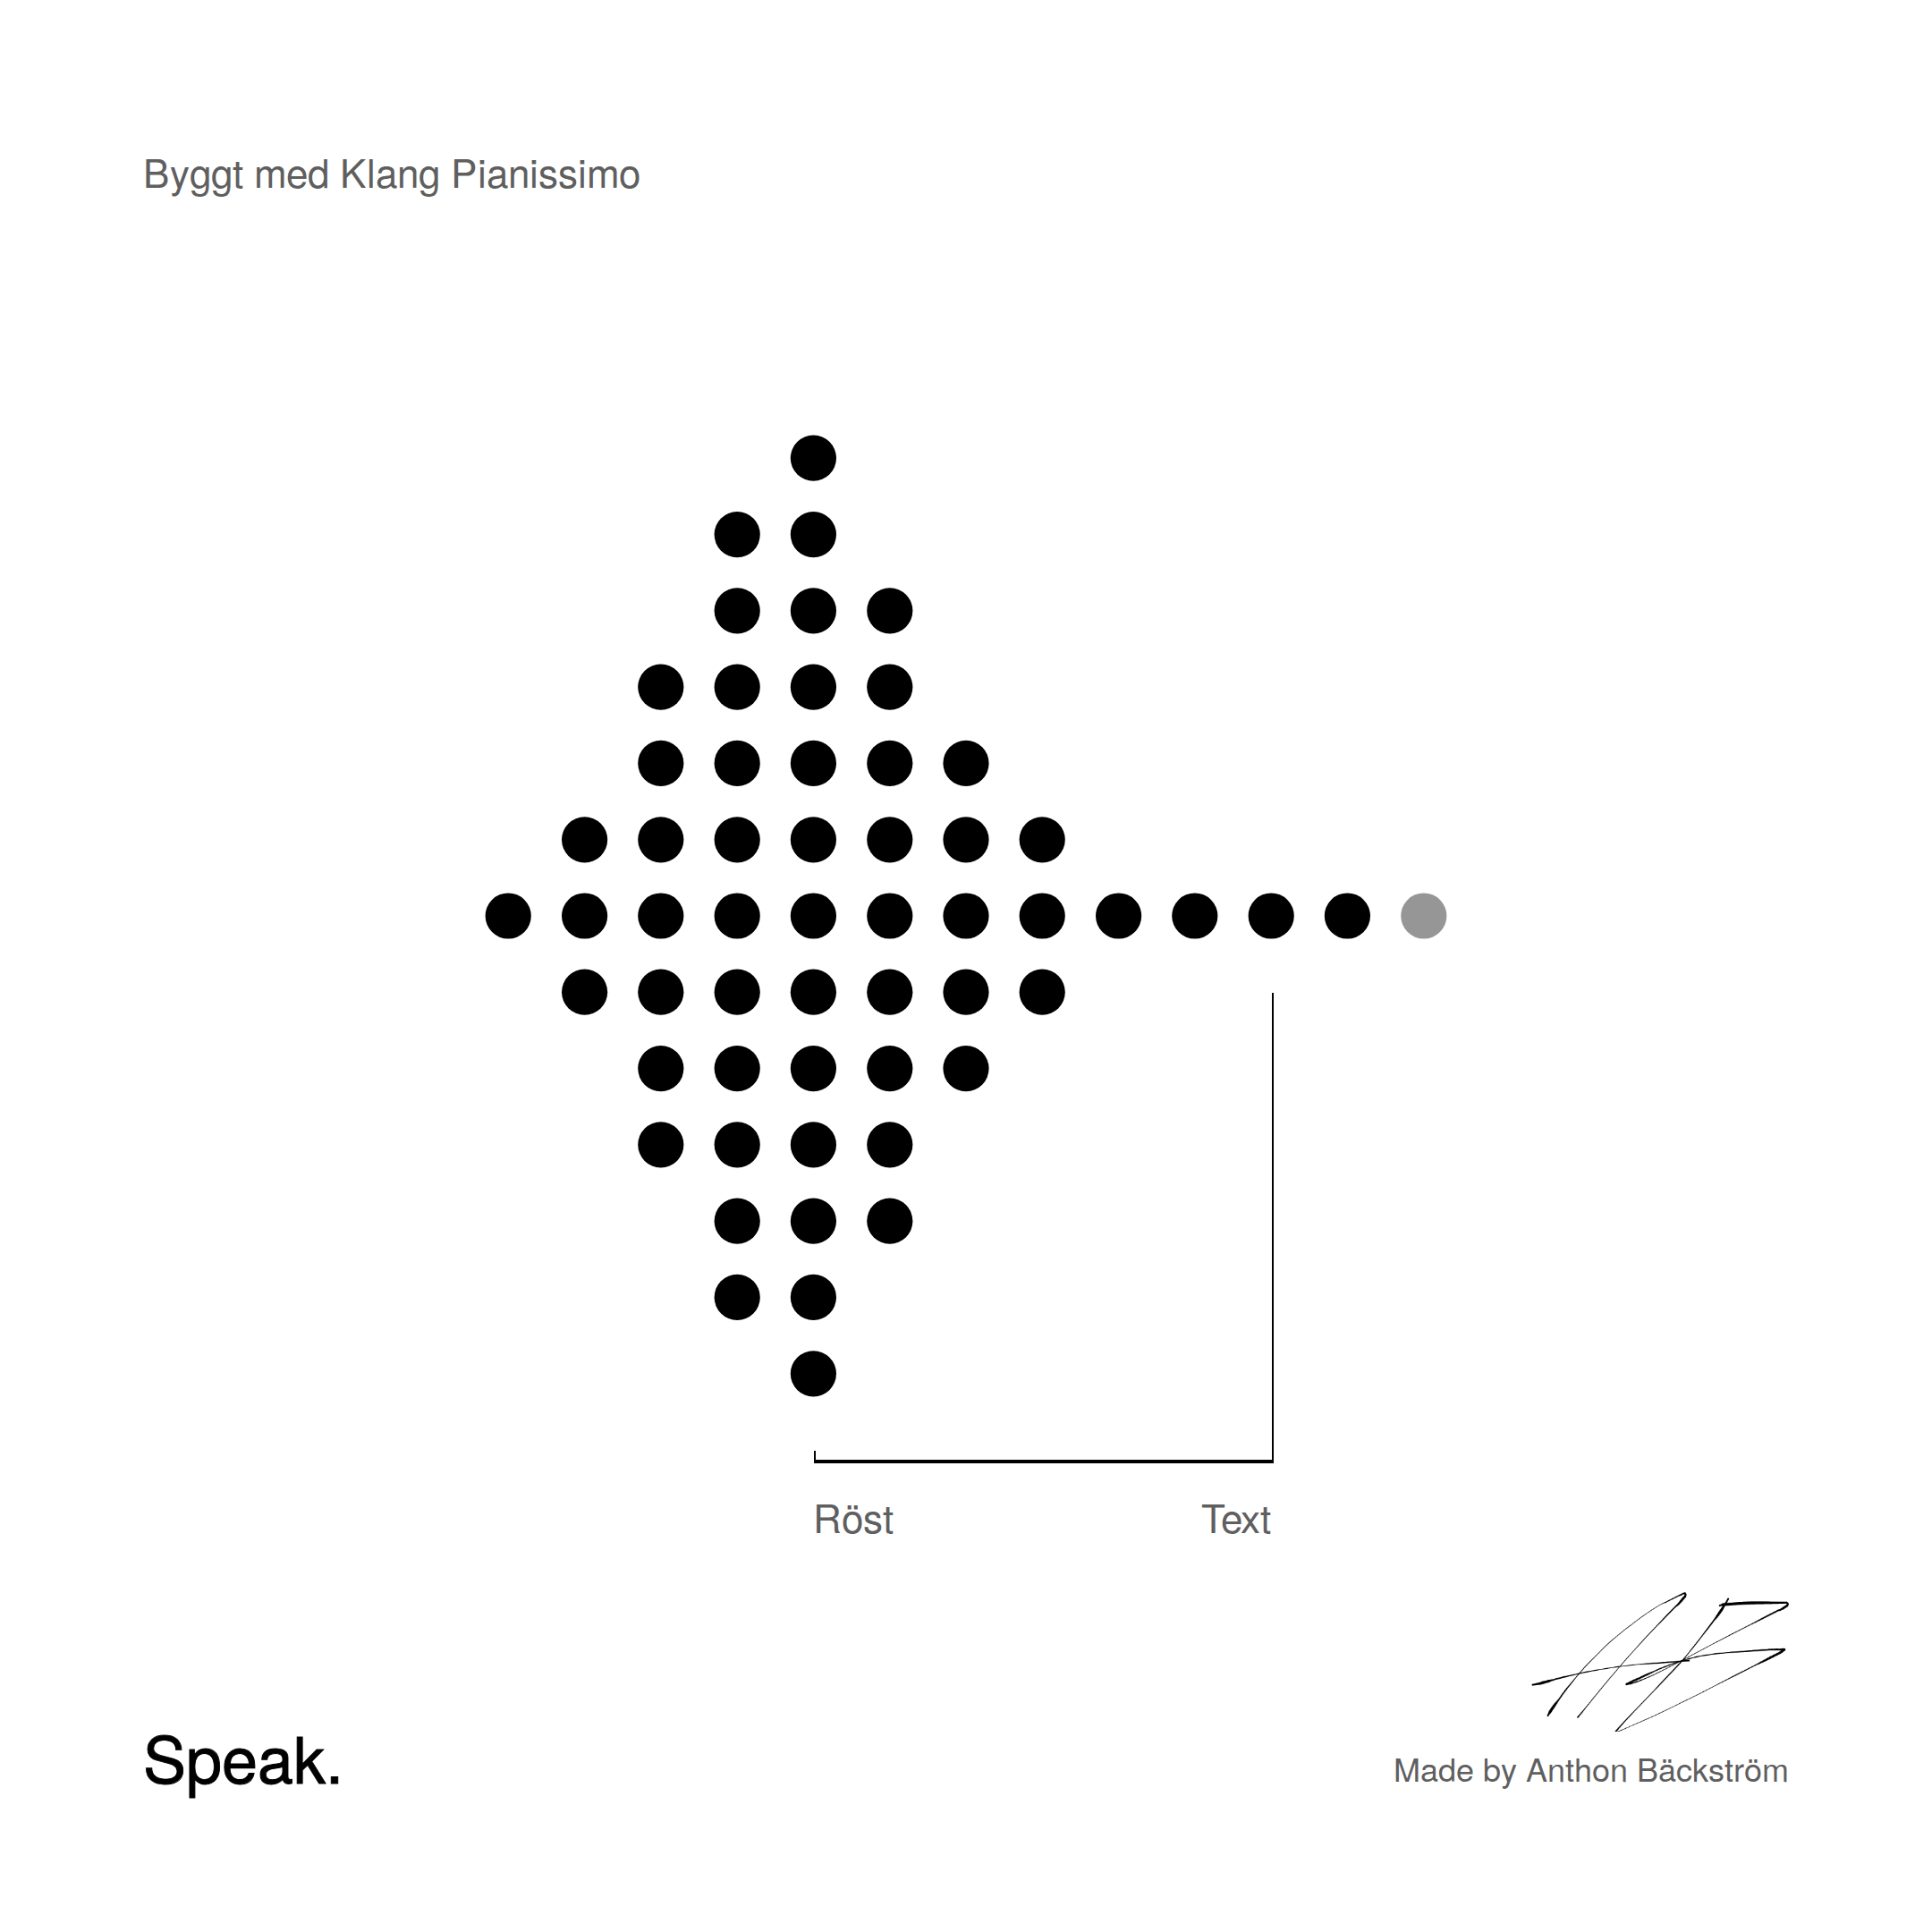 Byggt med Klang Pianissimo
Röst
Text
Speak.
Made by Anthon Bäckström